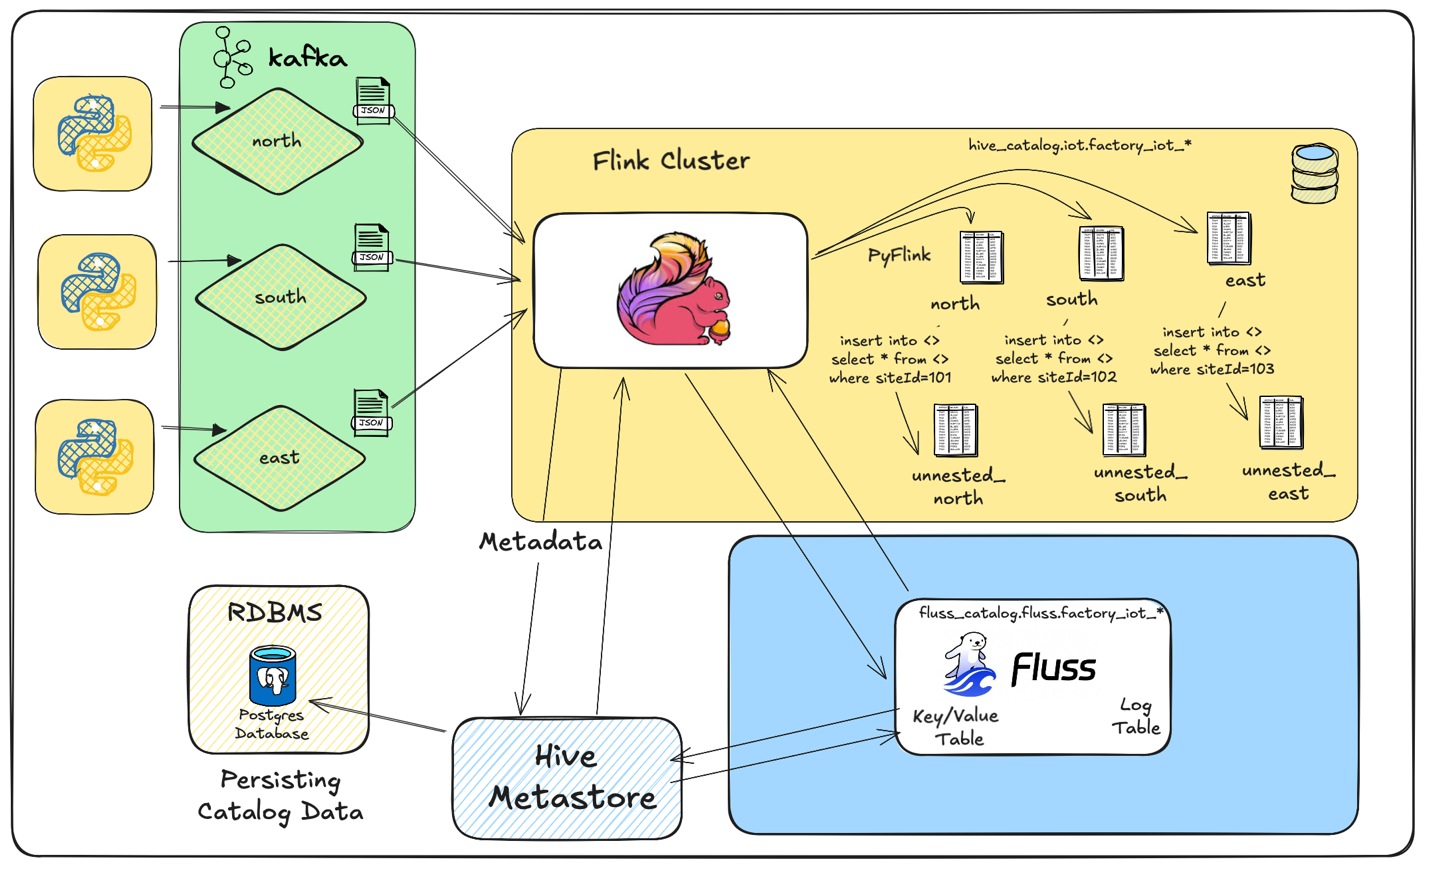 kafka
north
JSON
south
JSON
east
JSON
Flink Cluster
hive_catalog.iot.factory_iot_*
PyFlink
north
south
east
insert into <>
select * from <>
where siteId=101
insert into <>
select * from <>
where siteId=102
insert into <>
select * from <>
where siteId=103
unnested_
north
unnested_
south
unnested_
east
Metadata
RDBMS
Postgres
Database
Persisting
Catalog Data
Hive
Metastore
fluss_catalog.fluss.factory_iot_*
Fluss
Key/Value
Table
Log
Table